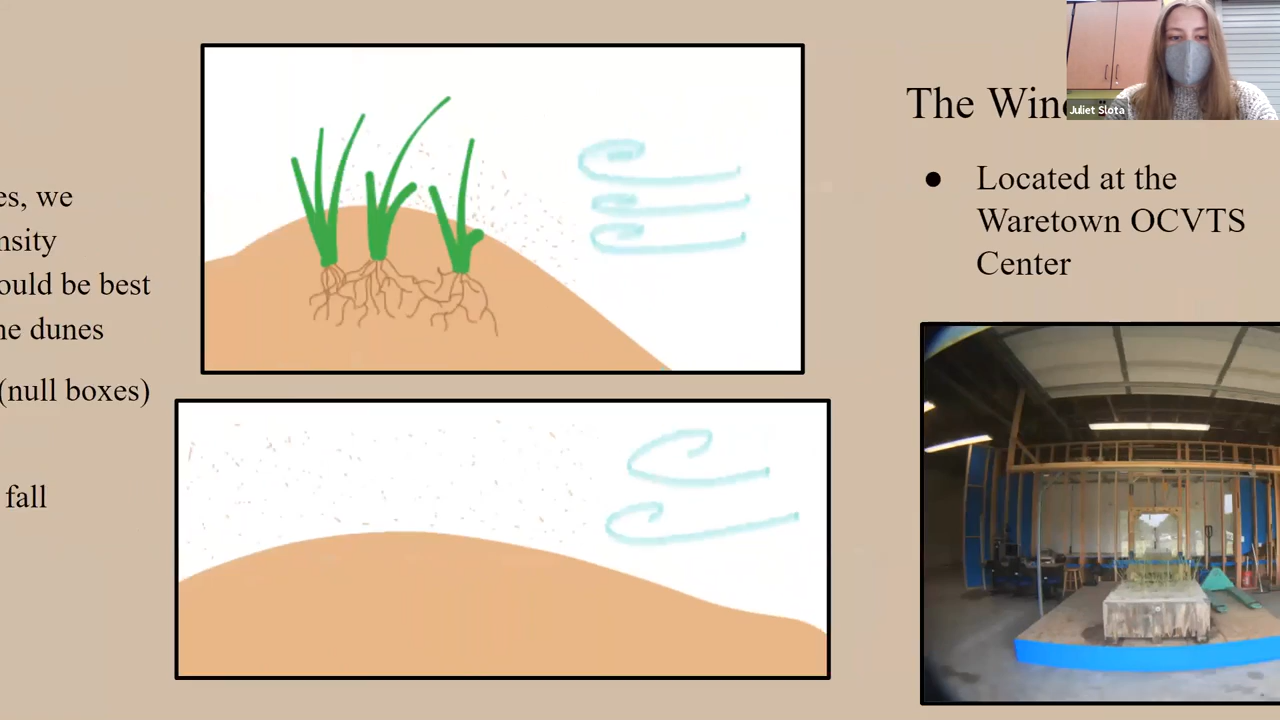 es, we
nsity
ould be best
ne dunes
(null boxes)
fall
The Win
Juliet Slota
● Located at the
Waretown OCVTS
Center